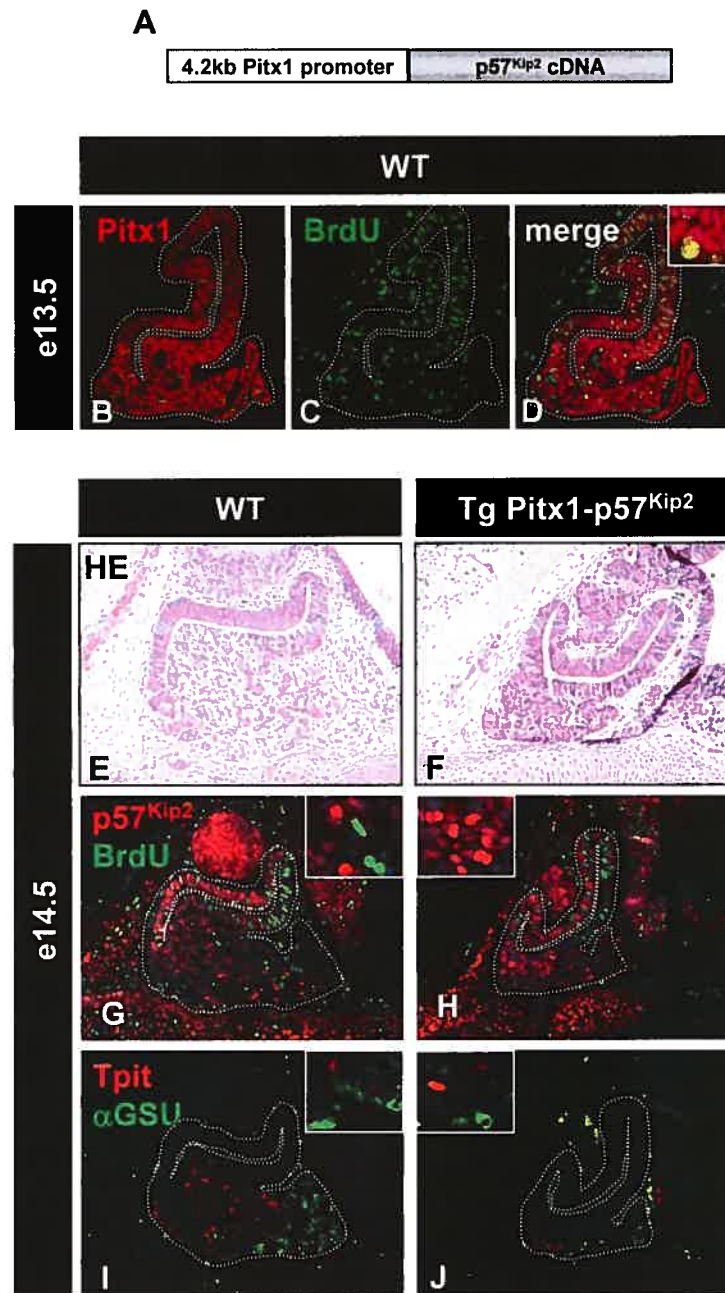 A
4.2kb Pitx1 promoter p57Kip2 cDNA
WT
e13.5
Pitx1 BrdU merge
B C D
WT Tg Pitx1-p57Kip2
e14.5
HE
E F
p57Kip2
BrdU
G H
Tpit
αGSU
I J